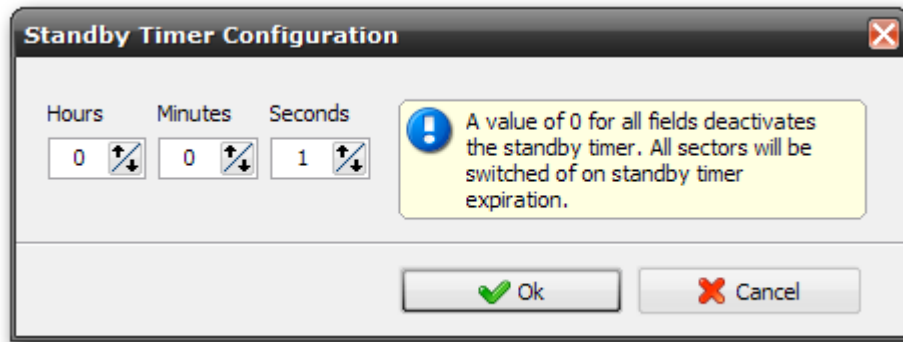 Standby Timer Configuration
Hours Minutes Seconds
0 0 1
A value of 0 for all fields deactivates
the standby timer. All sectors will be
switched of on standby timer
expiration.
Ok Cancel